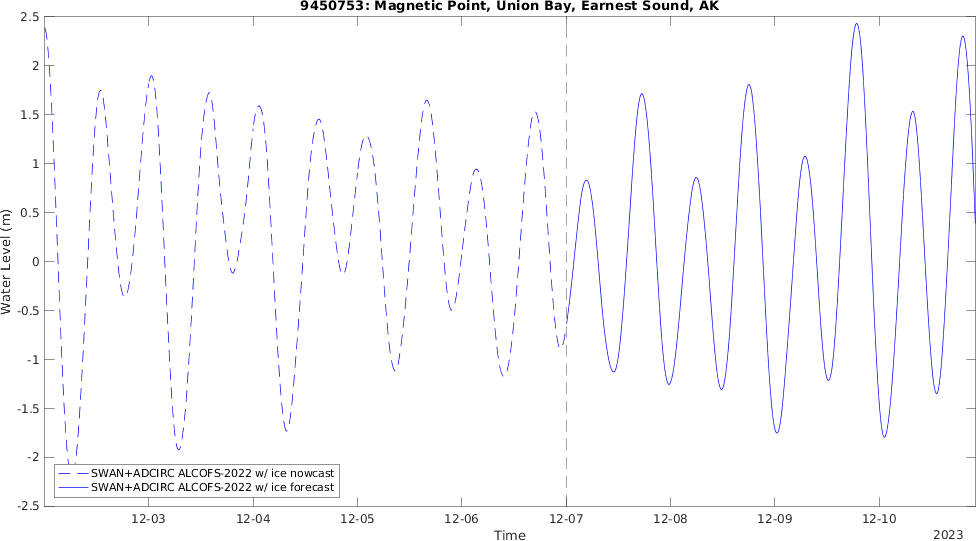 9450753: Magnetic Point, Union Bay, Earnest Sound, AK
2.5
2
1.5
1
0.5
0
-0.5
-1
-1.5
-2
-2.5
Water Level (m)
SWAN+ADCIRC ALCOFS-2022 w/ ice nowcast
SWAN+ADCIRC ALCOFS-2022 w/ ice forecast
12-03 12-04 12-05 12-06 12-07 12-08 12-09 12-10
Time
2023